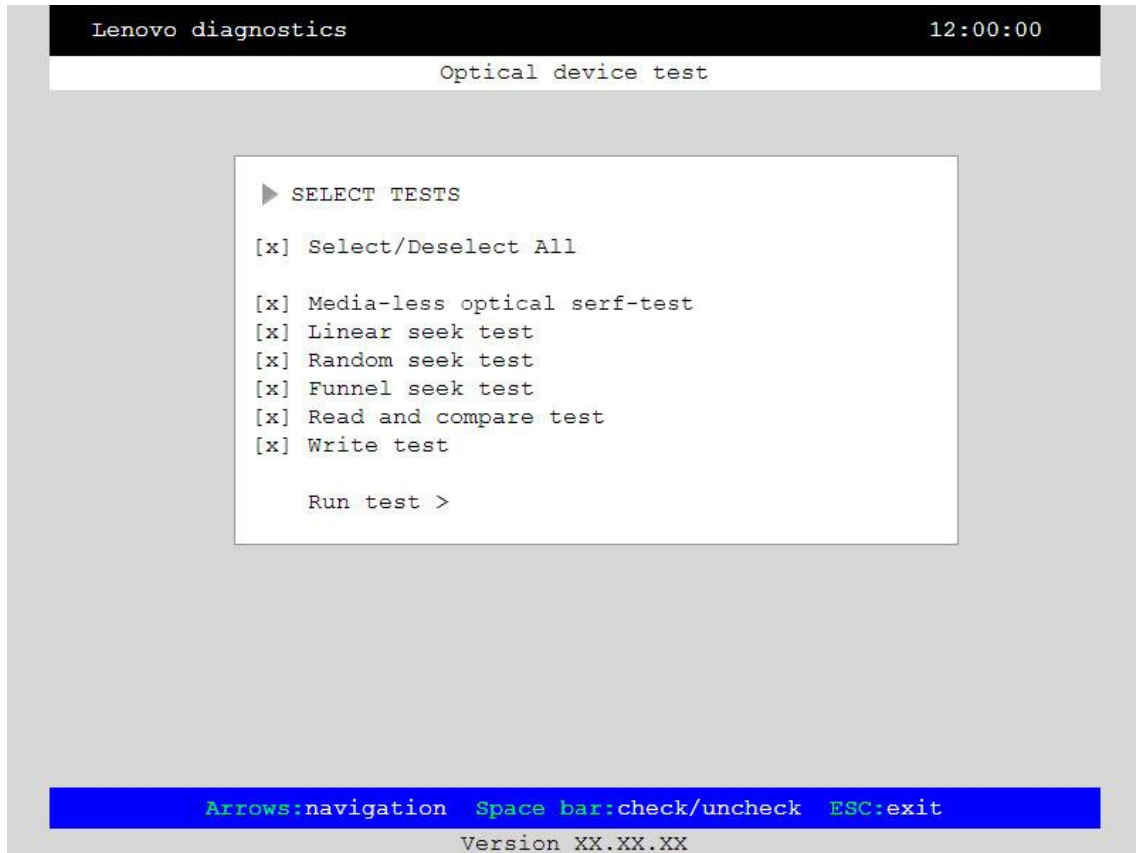 Lenovo diagnostics 12:00:00
Optical device test
SELECT TESTS
[x] Select/Deselect All
[x] Media-less optical serf-test
[x] Linear seek test
[x] Random seek test
[x] Funnel seek test
[x] Read and compare test
[x] Write test
Run test >
Arrows:navigation Space bar:check/uncheck ESC:exit
Version XX.XX.XX